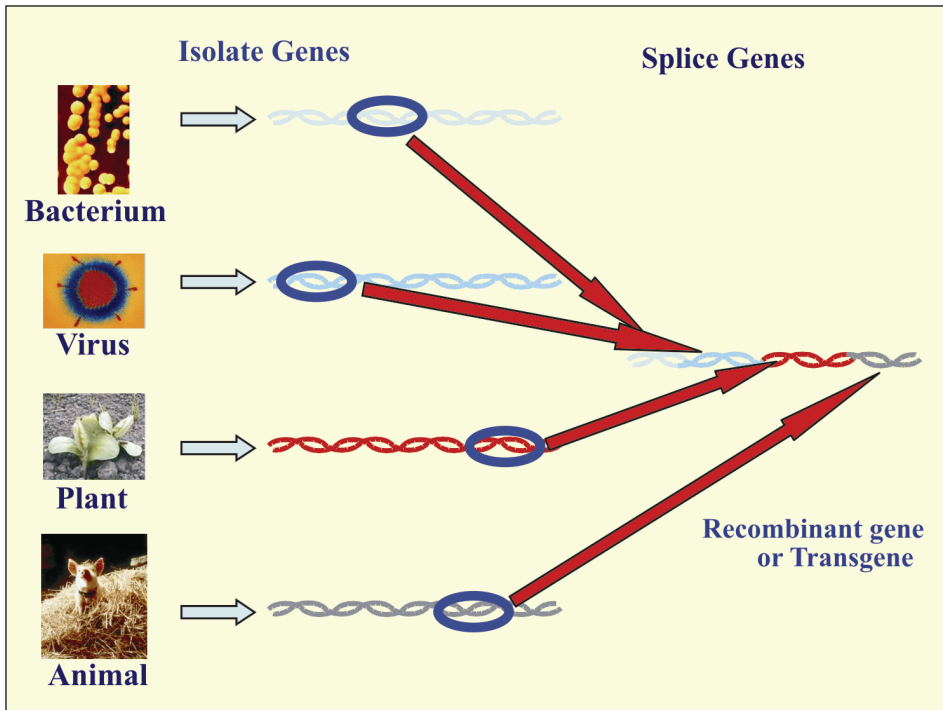 Isolate Genes
Splice Genes
Bacterium
Virus
Plant
Recombinant gene
or Transgene
Animal